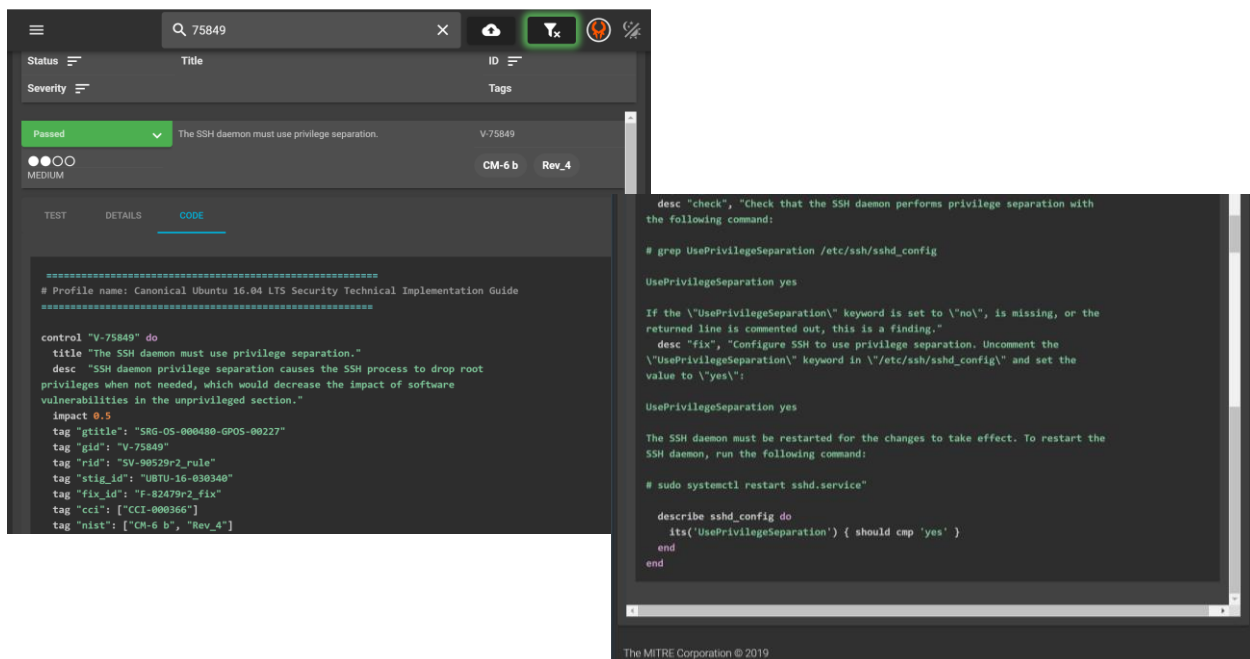 75849
Status
Title
ID
Severity
Tags
Passed
The SSH daemon must use privilege separation.
V-75849
MEDIUM
CM-6 b
Rev_4
TEST
DETAILS
CODE
=========================================================
# Profile name: Canonical Ubuntu 16.04 LTS Security Technical Implementation Guide
=========================================================
control "V-75849" do
title "The SSH daemon must use privilege separation."
desc "SSH daemon privilege separation causes the SSH process to drop root
privileges when not needed, which would decrease the impact of software
vulnerabilities in the unprivileged section."
impact 0.5
tag "gtitle": "SRG-OS-000480-GPOS-00227"
tag "gid": "V-75849"
tag "rid": "SV-90529r2_rule"
tag "stig_id": "UBTU-16-030340"
tag "fix_id": "F-82479r2_fix"
tag "cci": ["CCI-000366"]
tag "nist": ["CM-6 b", "Rev_4"]
desc "check", "Check that the SSH daemon performs privilege separation with
the following command:
# grep UsePrivilegeSeparation /etc/ssh/sshd_config
UsePrivilegeSeparation yes
If the \"UsePrivilegeSeparation\" keyword is set to \"no\", is missing, or the
returned line is commented out, this is a finding."
desc "fix", "Configure SSH to use privilege separation. Uncomment the
\"UsePrivilegeSeparation\" keyword in \"/etc/ssh/sshd_config\" and set the
value to \"yes\":
UsePrivilegeSeparation yes
The SSH daemon must be restarted for the changes to take effect. To restart the
SSH daemon, run the following command:
# sudo systemctl restart sshd.service"
describe sshd_config do
its('UsePrivilegeSeparation') { should cmp 'yes' }
end
end
The MITRE Corporation © 2019